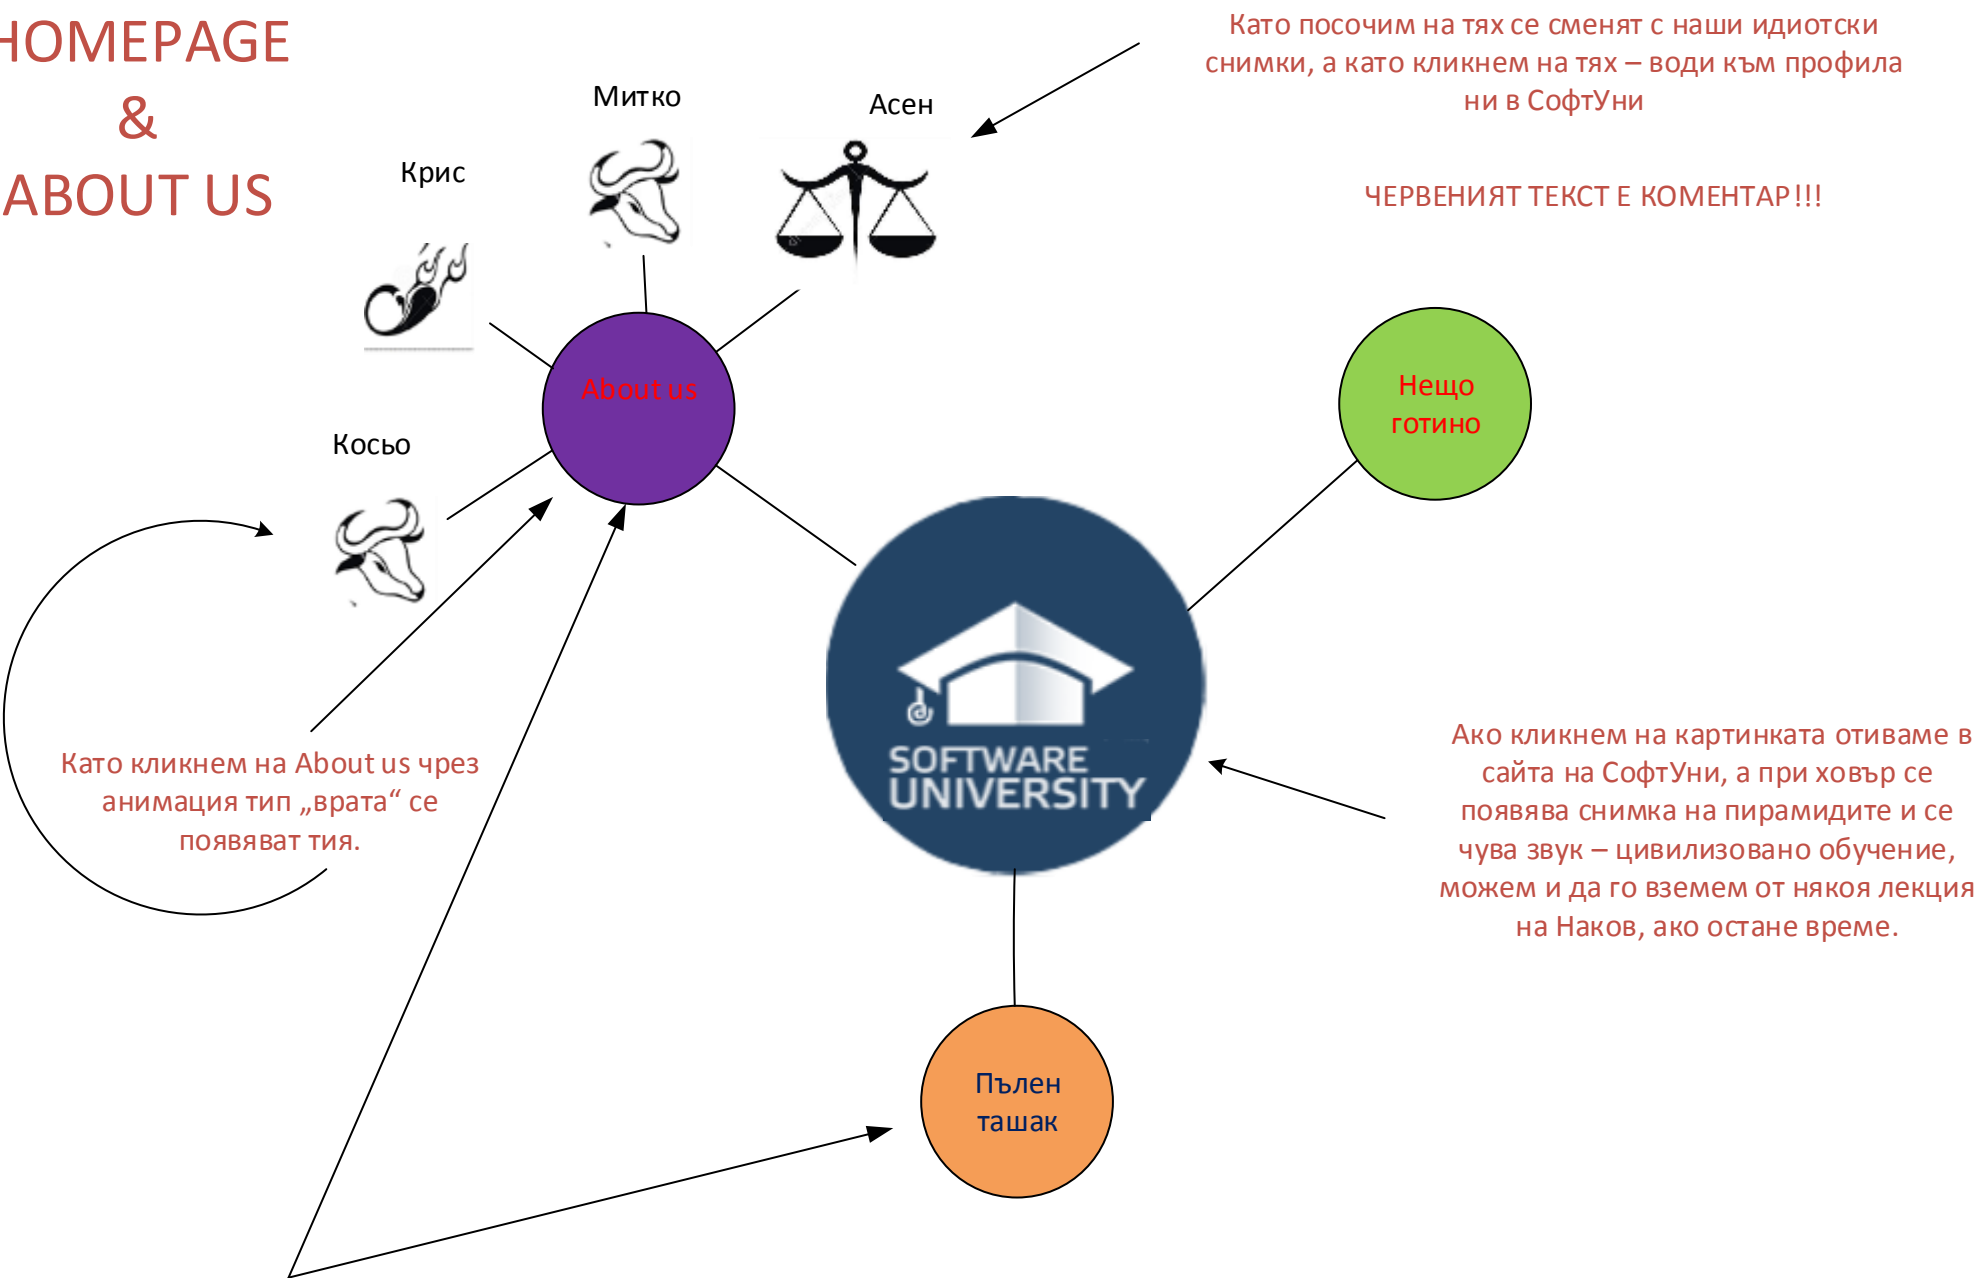 HOMEPAGE
&
ABOUT US
Като посочим на тях се сменят с наши идиотски
снимки, а като кликнем на тях – води към профила
ни в СофтУни
ЧЕРВЕНИЯТ ТЕКСТ Е КОМЕНТАР!!!
Митко
Асен
Крис
Косьо
About us
Нещо
готино
SOFTWARE
UNIVERSITY
Като кликнем на About us чрез
анимация тип „врата“ се
появяват тия.
Ако кликнем на картинката отиваме в
сайта на СофтУни, а при ховър се
появява снимка на пирамидите и се
чува звук – цивилизовано обучение,
можем и да го вземем от някоя лекция
на Наков, ако остане време.
Пълен
ташак